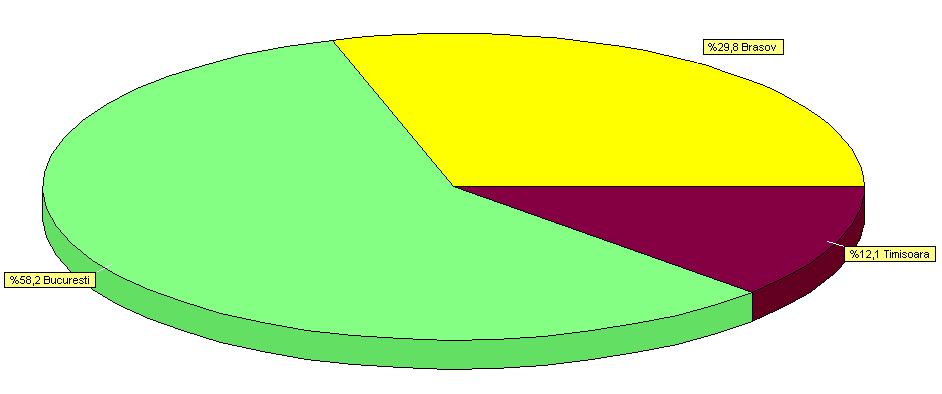 %29,8 Brasov
%12,1 Timisoara
%58,2 Bucuresti